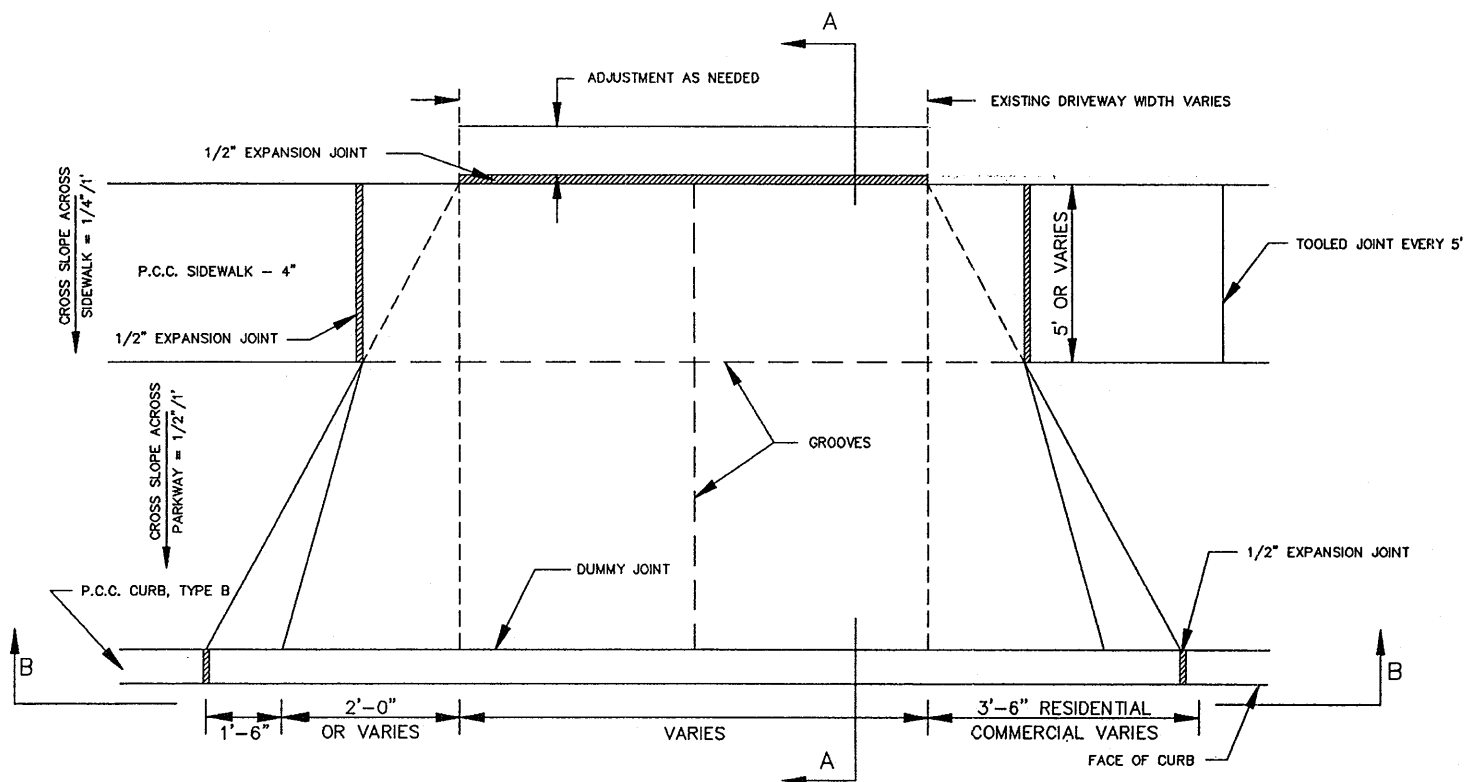 A
ADJUSTMENT AS NEEDED
EXISTING DRIVEWAY WIDTH VARIES
1/2" EXPANSION JOINT
CROSS SLOPE ACROSS
SIDEWALK = 1/4"/1'
P.C.C. SIDEWALK - 4"
5' OR VARIES
TOOLED JOINT EVERY 5'
1/2" EXPANSION JOINT
CROSS SLOPE ACROSS
PARKWAY = 1/2"/1'
GROOVES
1/2" EXPANSION JOINT
DUMMY JOINT
P.C.C. CURB, TYPE B
B
B
1'-6"
2'-0"
OR VARIES
VARIES
3'-6" RESIDENTIAL
COMMERCIAL VARIES
FACE OF CURB
A